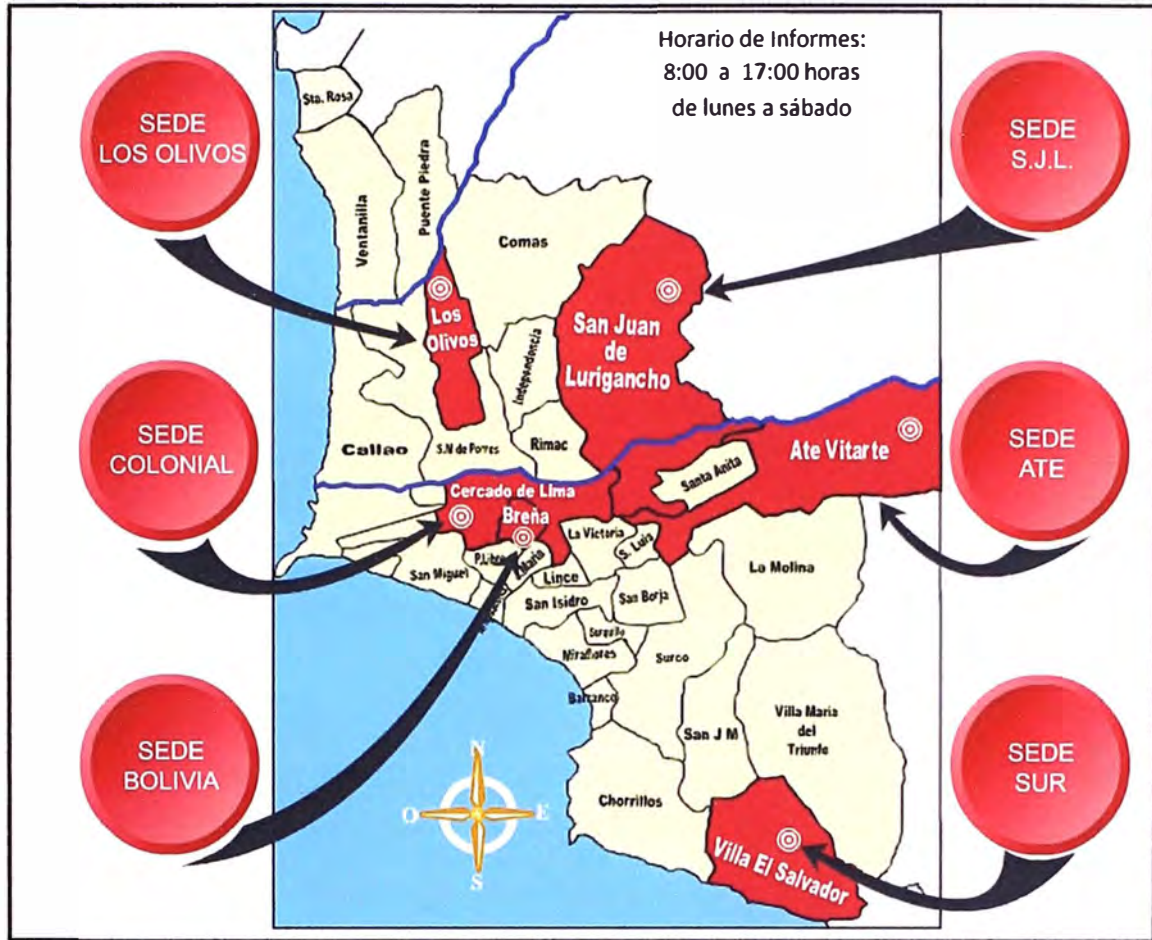 Horario de Informes:
8:00 a 17:00 horas
de lunes a sábado
SEDE
LOS OLIVOS
SEDE
S.J.L.
SEDE
COLONIAL
SEDE
ATE
SEDE
BOLIVIA
SEDE
SUR
Sta. Rosa
Ventanilla
Puente Piedra
Comas
Los
Olivos
Independencia
San Juan
de
Lurigancho
Callao
S.M de Porres
Rimac
Ate Vitarte
Santa Anita
Cercado de Lima
Breña
La Victoria
S. Luis
P.Libre
Maria
San Miguel
Lince
San Isidro
San Borja
La Molina
Surquillo
Miraflores
Surco
Barranco
San J M
Villa Maria
del
Triunfo
Chorrillos
Villa El Salvador
N
O
E
S